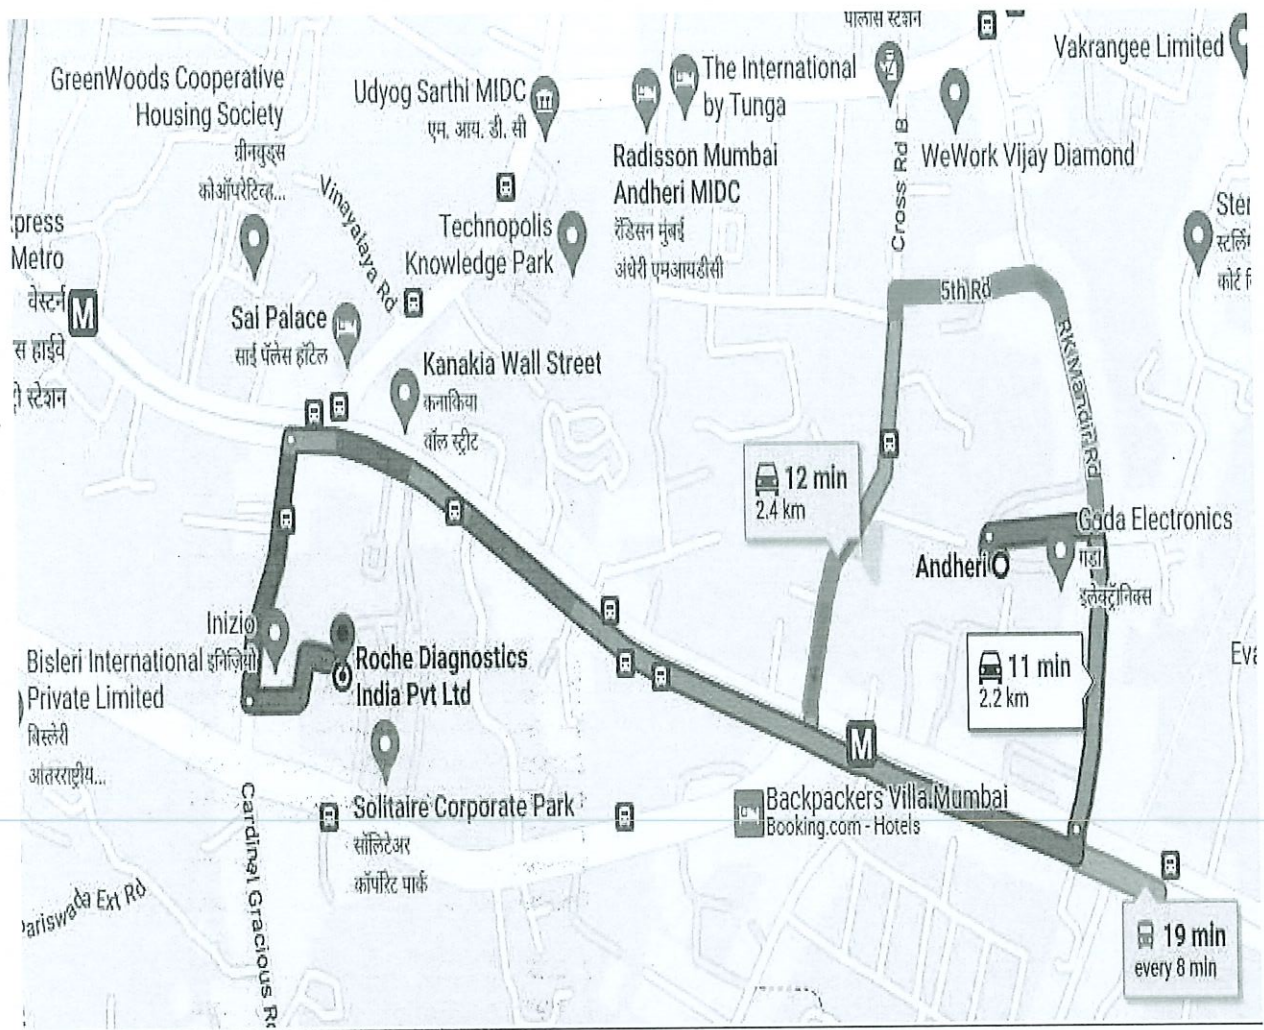 पोलीस स्टेशन
Vakrangee Limited
GreenWoods Cooperative
Housing Society
ग्रीनवुड्स
कोऑपरेटिव्ह...
Udyog Sarthi MIDC
एम. आय. डी. सी
The International
by Tunga
Radisson Mumbai
Andheri MIDC
रॅडिसन मुंबई
अंधेरी एमआयडीसी
Cross Rd B
WeWork Vijay Diamond
Vinayalaya Rd
Technopolis
Knowledge Park
xpress
Metro
वेस्टर्न
स हाईवे
ो स्टेशन
M
Ster
स्टर्लिंग
कोर्ट
Sai Palace
साई पॅलेस हॉटेल
Kanakia Wall Street
कनाकिया
वॉल स्ट्रीट
5th Rd
RK Mandir Rd
12 min
2.4 km
Gada Electronics
गडा
इलेक्ट्रॉनिक्स
Andheri
Inizio
इनिज़ियो
Bisleri International
Private Limited
बिस्लेरी
आंतरराष्ट्रीय...
Roche Diagnostics
India Pvt Ltd
11 min
2.2 km
Eva
M
Solitaire Corporate Park
सॉलिटेअर
कॉर्पोरेट पार्क
Backpackers Villa Mumbai
Booking.com - Hotels
Cardinal Gracious Rd
Pariswada Ext Rd
19 min
every 8 min